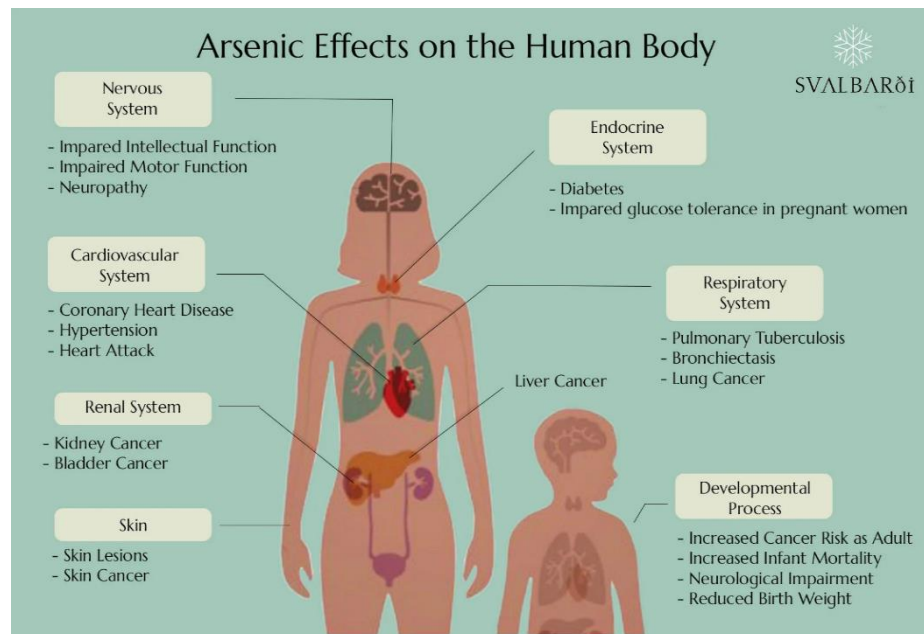 Arsenic Effects on the Human Body
SVALBARðI
Nervous
System
- Impared Intellectual Function
- Impaired Motor Function
- Neuropathy
Endocrine
System
- Diabetes
- Impared glucose tolerance in pregnant women
Cardiovascular
System
- Coronary Heart Disease
- Hypertension
- Heart Attack
Respiratory
System
- Pulmonary Tuberculosis
- Bronchiectasis
- Lung Cancer
Liver Cancer
Renal System
- Kidney Cancer
- Bladder Cancer
Skin
- Skin Lesions
- Skin Cancer
Developmental
Process
- Increased Cancer Risk as Adult
- Increased Infant Mortality
- Neurological Impairment
- Reduced Birth Weight